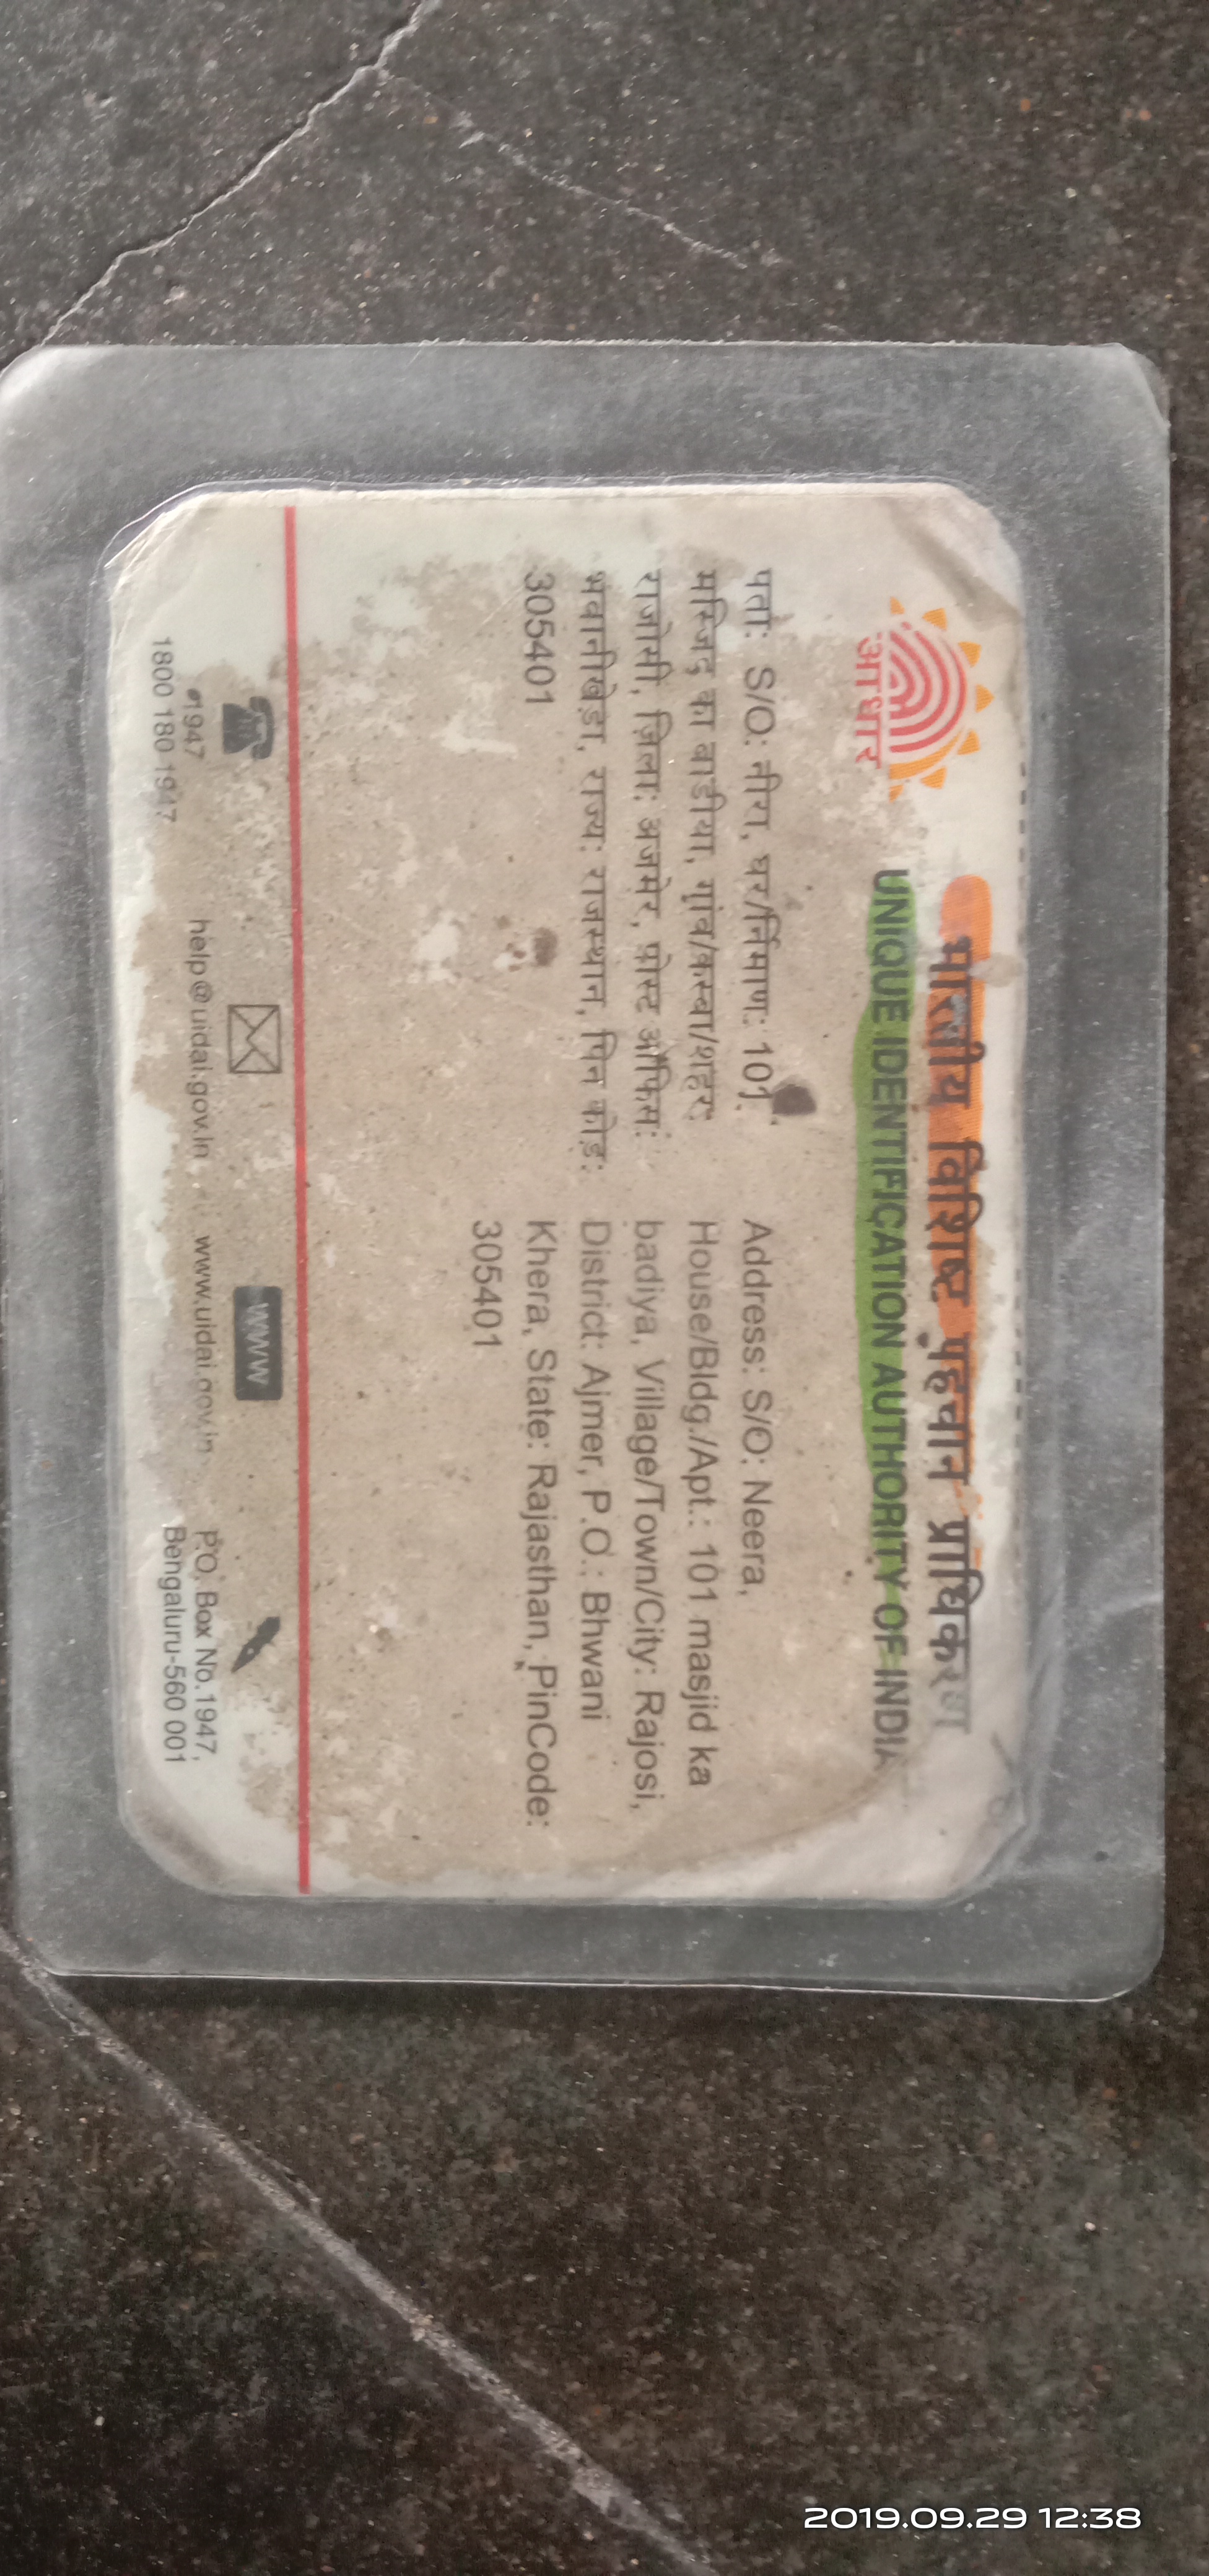 भारतीय विशिष्ट पहचान प्राधिकरण
UNIQUE IDENTIFICATION AUTHORITY OF INDIA
आधार
पता: S/O: नीरा, घर/निमाण: 101
मस्जिद का बाडीया, गांव/कस्बा/शहर:
राजोसी, ज़िला: अजमेर, पोस्ट ऑफिस:
भवानीखेड़ा, राज्य: राजस्थान, पिन कोड:
305401
Address: S/O: Neera,
House/Bldg./Apt.: 101 masjid ka
badiya, Village/Town/City: Rajosi,
District: Ajmer, P.O.: Bhwani
Khera, State: Rajasthan, PinCode:
305401
1947
1800 180 1947
help@uidai.gov.in
WWW
www.uidai.gov.in
P.O. Box No.1947,
Bengaluru-560 001
2019.09.29 12:38